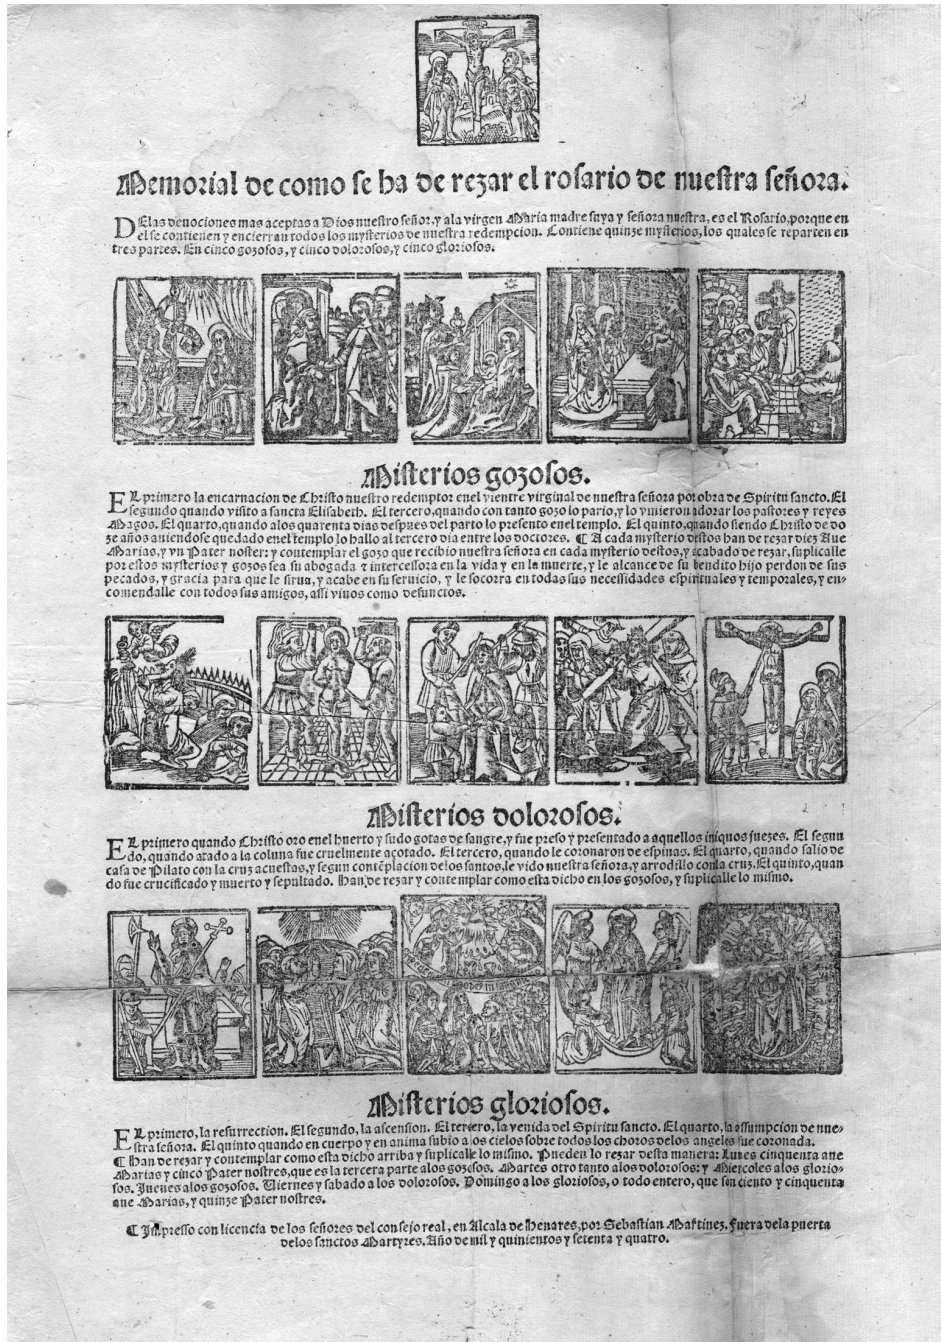 Memorial de como se ha de rezar el rosario de nuestra señora.
DElas deuociones mas aceptas a Dios nuestro señor, y ala virgen Maria madre suya y señora nuestra, es el Rosario, porque en
el se contienen y encierran todos los mysterios de nuestra redempcion. Contiene quinze mysterios, los quales se reparten en
tres partes. En cinco gozosos, y cinco dolorosos, y cinco gloriosos.
Misterios gozosos.
EL primero la encarnacion de Christo nuestro redemptor enel vientre virginal de nuestra señora por obra de Spiritu sancto. El
segundo quando visito a sancta Elisabeth. El tercero, quando con tanto gozo lo pario, y lo vinieron adorar los pastores y reyes
Magos. El quarto, quando alos quarenta dias despues del parto lo presento enel templo. El quinto, quando siendo Christo de do
ze años auiendose quedado enel templo lo hallo al tercero dia entre los doctores. ¶ A cada mysterio destos han de rezar diez Aue
Marias, y vn Pater noster: y contemplar el gozo que recibio nuestra señora en cada mysterio destos, y acabado de rezar, suplicalle
por estos mysterios y gozos sea su abogada ⁊ intercessora en la vida y en la muerte, y le alcance de su bendito hijo perdon de sus
pecados, y gracia para que le sirua, y acabe en su seruicio, y le socorra en todas sus necessidades espirituales y temporales, y en-
comendalle con todos sus amigos, assi viuos como defunctos.
Misterios dolorosos.
EL primero quando Christo oro enel huerto y sudo gotas de sangre, y fue preso y presentado a aquellos iniquos juezes. El segun
do, quando atado a la coluna fue cruelmente açotado. El tercero, quando le coronaron de espinas. El quarto, quando salio de
casa de Pilato con la cruz acuestas, y segun contẽplacion delos santos, le vido nuestra señora, y arrodillo con la cruz. El quinto, quan
do fue crucificado y muerto y sepultado. Han de rezar y contemplar como esta dicho en los gozosos, y suplicalle lo mismo.
Misterios gloriosos.
EL primero, la resurrection. El segundo, la ascension. El tercero, la venida del Spiritu sancto. El quarto, la assumpcion de nue-
stra señora. El quinto quando en cuerpo y en anima subio a los cielos sobre todos los choros delos angeles fue coronada.
¶ Han de rezar y contemplar como esta dicho arriba y suplicalle lo mismo. Pueden lo rezar desta manera: Lunes cinquenta aue
Marias y cinco Pater nostres, que es la tercera parte alos gozosos. Martes otro tanto alos dolorosos: y Miercoles alos glorio-
sos. Jueues alos gozosos. Viernes y sabado a los dolorosos. Domingo a los gloriosos, o todo entero, que son ciento y cinquenta
aue Marias, y quinze Pater nostres.
¶ Impresso con licencia de los señores del consejo real, en Alcala de Henares, por Sebastian Martinez. Fuera dela puerta
delos sanctos Martyres. Año de mil y quinientos y setenta y quatro.